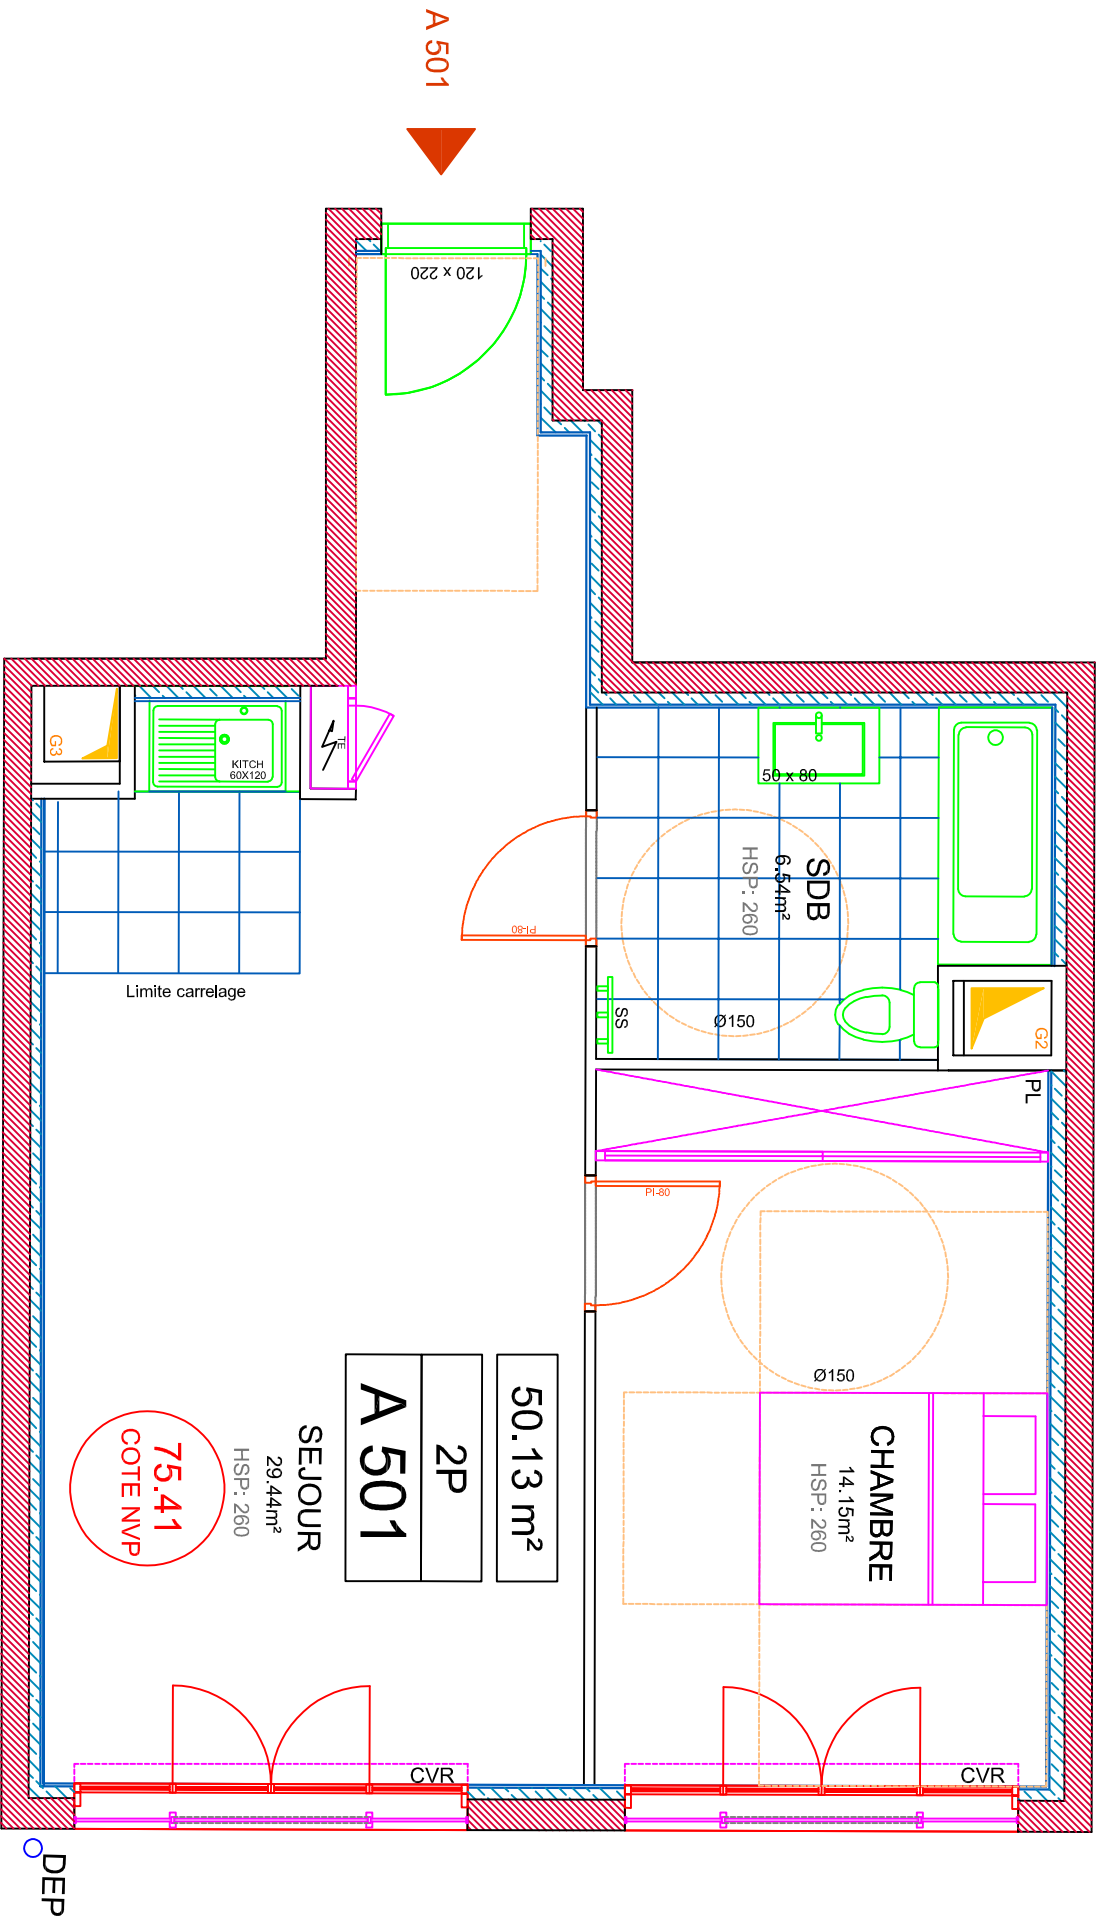 A 501
120 x 220
G3
KITCH
60X120
TE
50 x 80
SDB
6.54m²
HSP: 260
PI-80
Limite carrelage
SS
Ø150
G2
PL
PI-80
Ø150
CHAMBRE
14.15m²
HSP: 260
50.13 m²
2P
A 501
SEJOUR
29.44m²
HSP: 260
75.41
COTE NVP
CVR
CVR
DEP